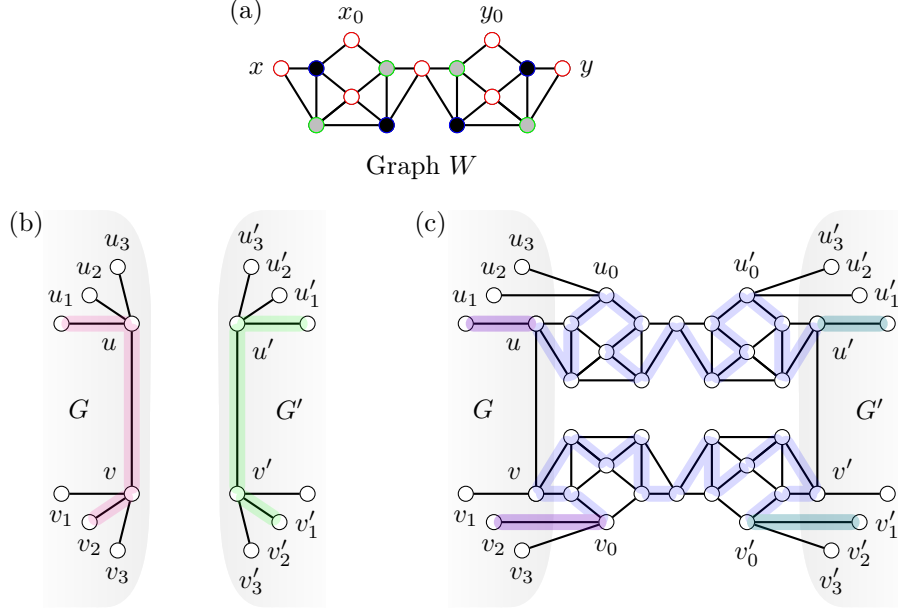 (a)
x₀ y₀
x y
Graph W
(b) (c)
u₃ u′₃ u₃ u′₃
u₂ u′₂ u₂ u₀ u′₀ u′₂
u₁ u′₁ u₁ u′₁
u u′ u u′
G G′ G G′
v v′ v v′
v₁ v′₁ v₁ v′₁
v₂ v′₂ v₂ v₀ v′₀ v′₂
v₃ v′₃ v₃ v′₃